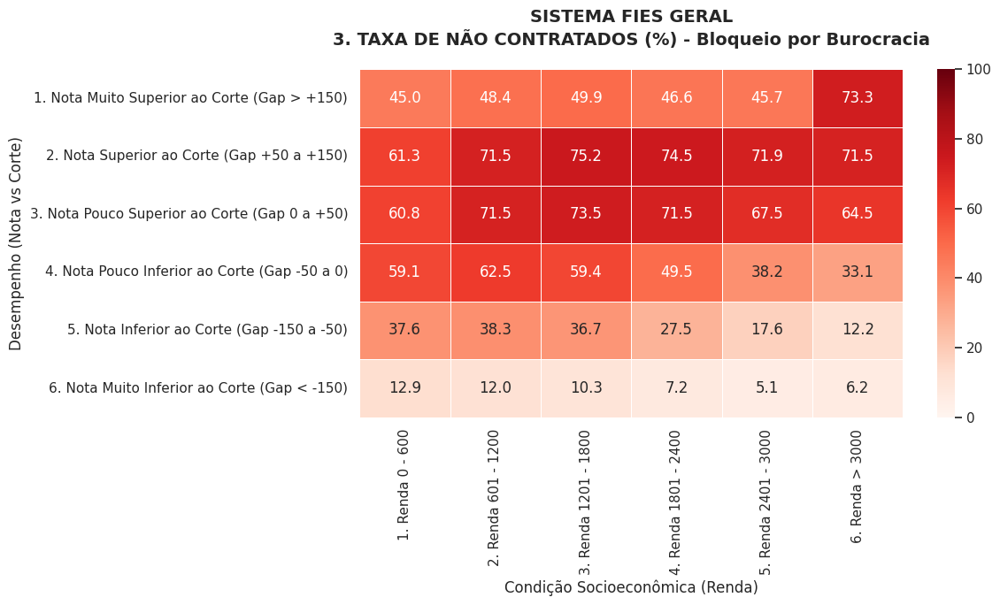 SISTEMA FIES GERAL
3. TAXA DE NÃO CONTRATADOS (%) - Bloqueio por Burocracia
Desempenho (Nota vs Corte)
1. Nota Muito Superior ao Corte (Gap > +150) 45.0 48.4 49.9 46.6 45.7 73.3
2. Nota Superior ao Corte (Gap +50 a +150) 61.3 71.5 75.2 74.5 71.9 71.5
3. Nota Pouco Superior ao Corte (Gap 0 a +50) 60.8 71.5 73.5 71.5 67.5 64.5
4. Nota Pouco Inferior ao Corte (Gap -50 a 0) 59.1 62.5 59.4 49.5 38.2 33.1
5. Nota Inferior ao Corte (Gap -150 a -50) 37.6 38.3 36.7 27.5 17.6 12.2
6. Nota Muito Inferior ao Corte (Gap < -150) 12.9 12.0 10.3 7.2 5.1 6.2
1. Renda 0 - 600
2. Renda 601 - 1200
3. Renda 1201 - 1800
4. Renda 1801 - 2400
5. Renda 2401 - 3000
6. Renda > 3000
Condição Socioeconômica (Renda)
100
80
60
40
20
0